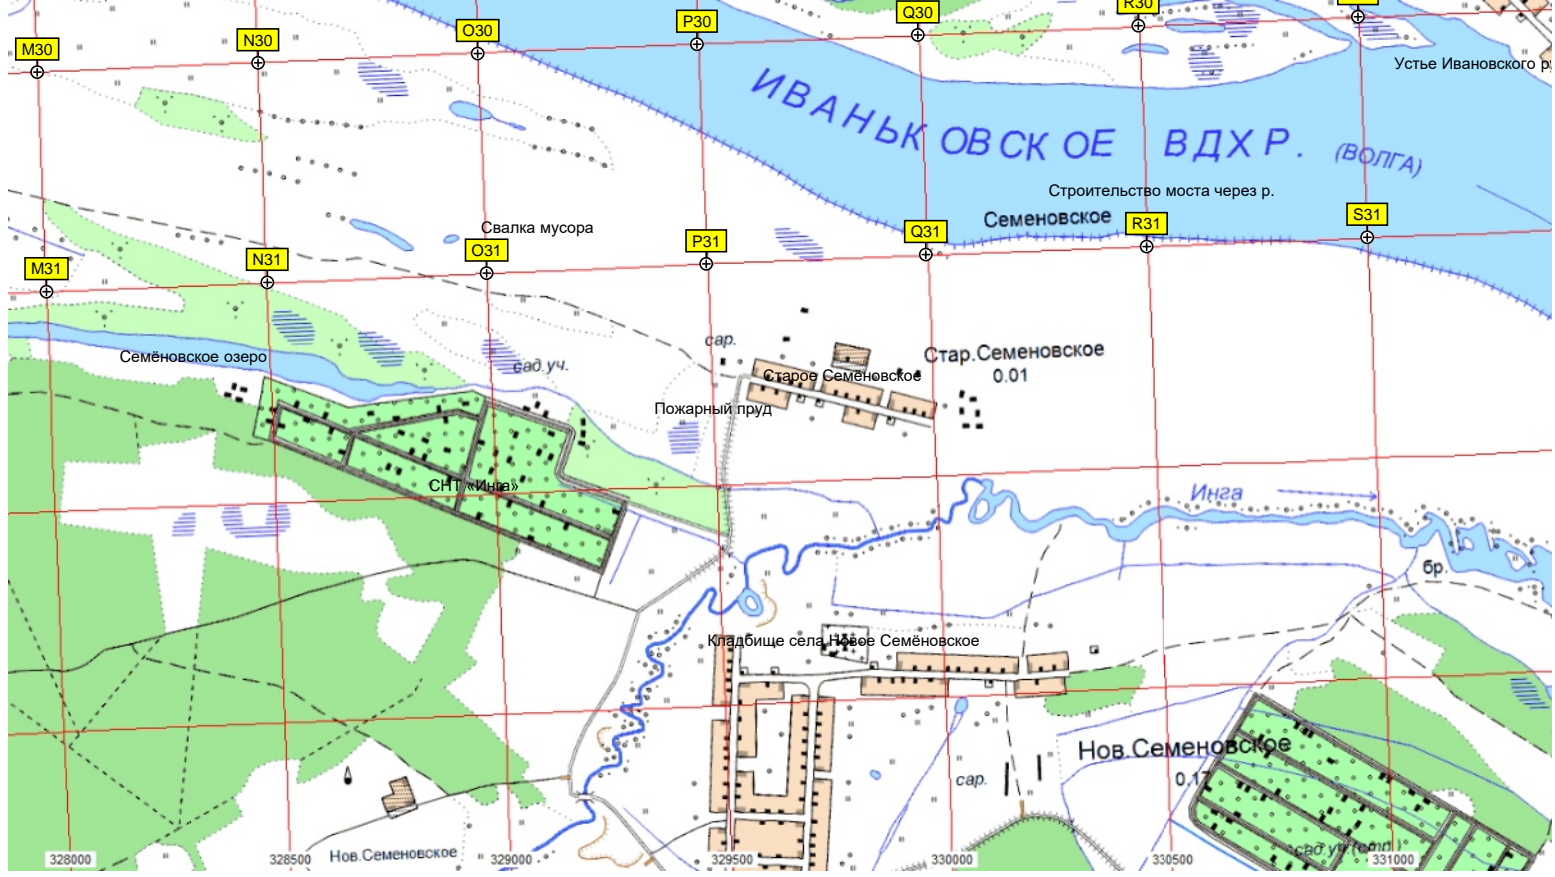 R30
Q30
P30
O30
N30
M30
Устье Ивановского
ИВАНЬКОВСКОЕ ВДХР. (ВОЛГА)
Строительство моста через р.
Семеновское
Свалка мусора
S31
R31
Q31
P31
O31
N31
M31
Семёновское озеро
сар.
сад.уч.
Стар.Семеновское
0.01
Старое Семёновское
Пожарный пруд
СНТ «Инга»
Инга
бр.
Кладбище села Новое Семёновское
Нов.Семеновское
0.17
сар.
сад.уч.(стр.)
Нов.Семеновское
328000
328500
329000
329500
330000
330500
331000